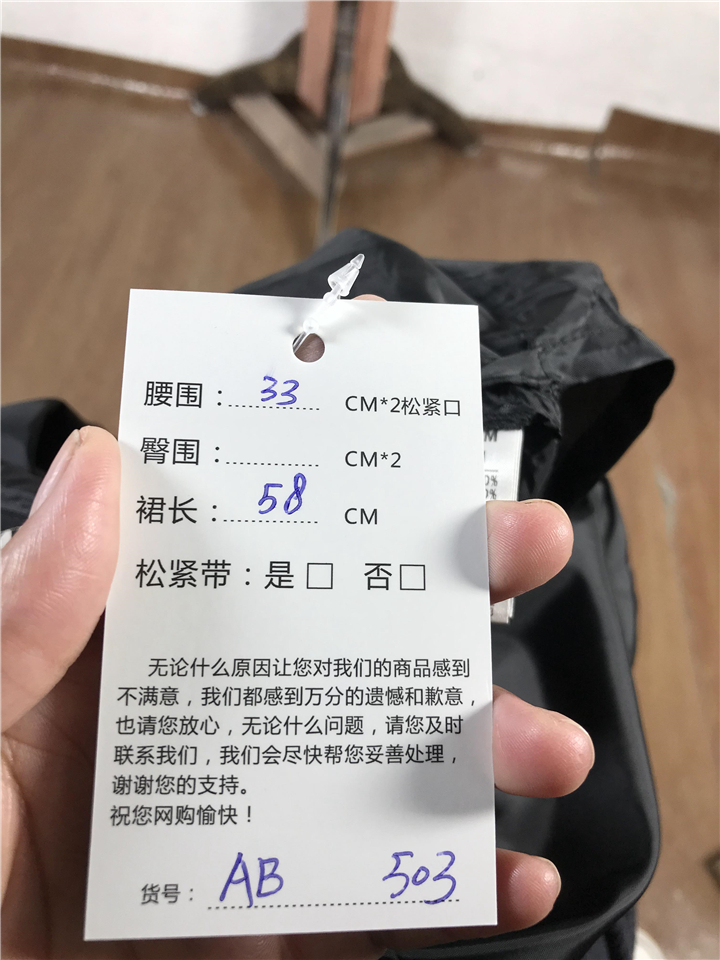 腰围：33 CM*2松紧口
臀围： CM*2
裙长：58 CM
松紧带：是□ 否□
无论什么原因让您对我们的商品感到
不满意，我们都感到万分的遗憾和歉意，
也请您放心，无论什么问题，请您及时
联系我们，我们会尽快帮您妥善处理，
谢谢您的支持。
祝您网购愉快！
货号：AB 503
M
0%
0%